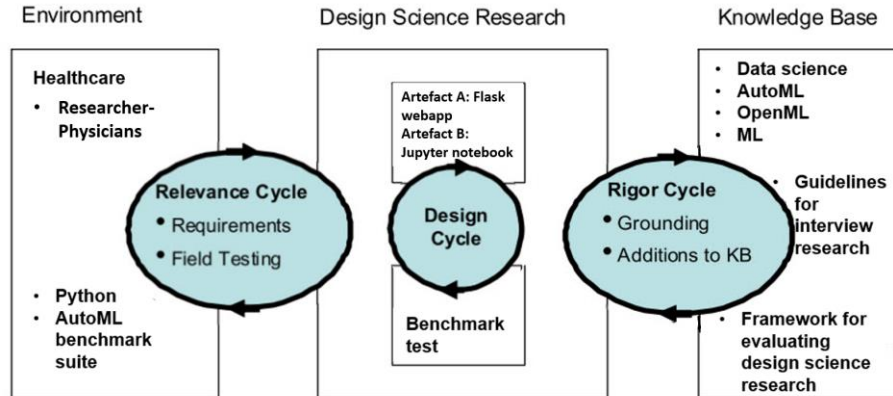 Environment
Design Science Research
Knowledge Base
Healthcare
• Researcher-
Physicians
Relevance Cycle
• Requirements
• Field Testing
• Python
• AutoML
benchmark
suite
Artefact A: Flask
webapp
Artefact B:
Jupyter notebook
Design
Cycle
Benchmark
test
• Data science
• AutoML
• OpenML
• ML
Rigor Cycle
• Grounding
• Additions to KB
• Guidelines
for
interview
research
• Framework for
evaluating
design science
research